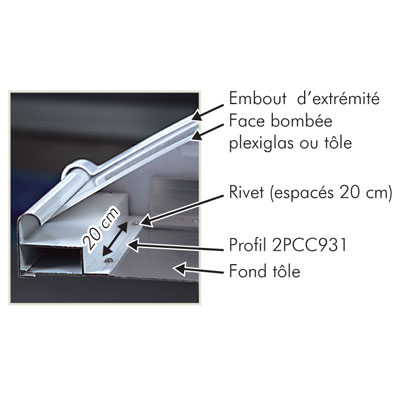 Embout d'extrémité
Face bombée
plexiglas ou tôle
Rivet (espacés 20 cm)
20 cm
Profil 2PCC931
Fond tôle